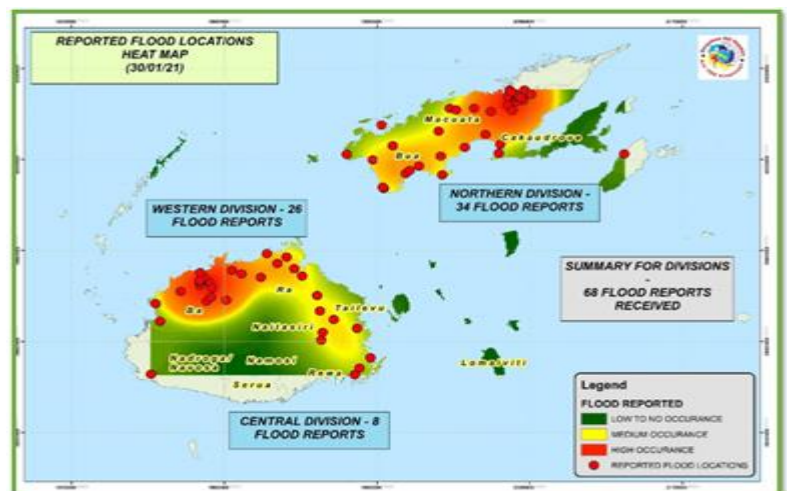 REPORTED FLOOD LOCATIONS
HEAT MAP
(30/01/21)
Macuata
Cakaudrove
Bua
NORTHERN DIVISION -
34 FLOOD REPORTS
WESTERN DIVISION - 26
FLOOD REPORTS
SUMMARY FOR DIVISIONS
-
68 FLOOD REPORTS
RECEIVED
Ra
Ba
Tailevu
Naitasiri
Nadroga/
Navosa
Namosi
Rewa
Serua
Lomaiviti
CENTRAL DIVISION - 8
FLOOD REPORTS
Legend
FLOOD REPORTED
LOW TO NO OCCURANCE
MEDIUM OCCURANCE
HIGH OCCURANCE
REPORTED FLOOD LOCATIONS